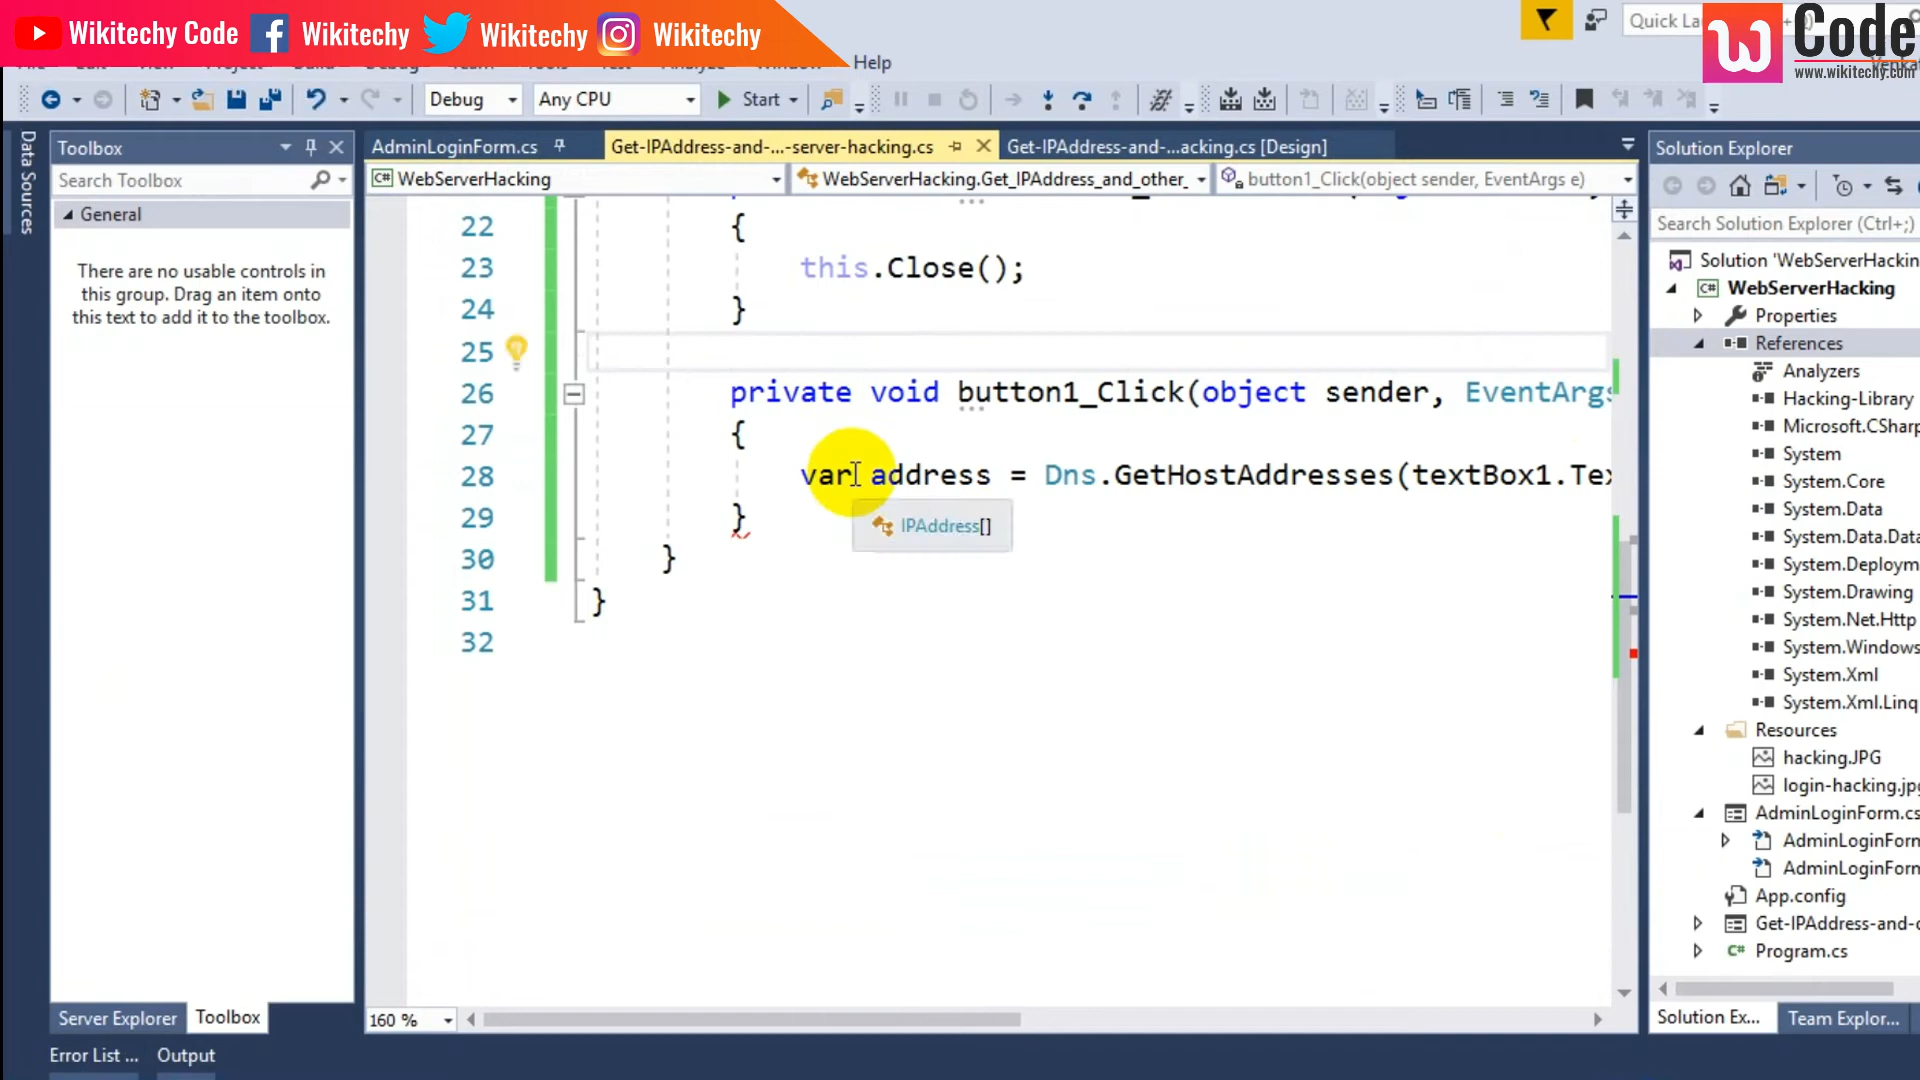 Wikitechy Code
Wikitechy
Wikitechy
Wikitechy
Code
www.wikitechy.com
Quick La
Help
Debug
Any CPU
Start
Data Sources
Toolbox
Search Toolbox
General
There are no usable controls in
this group. Drag an item onto
this text to add it to the toolbox.
AdminLoginForm.cs
Get-IPAddress-and-...-server-hacking.cs
Get-IPAddress-and-...acking.cs [Design]
WebServerHacking
WebServerHacking.Get_IPAddress_and_other_
button1_Click(object sender, EventArgs e)
22 {
23 this.Close();
24 }
25
26 private void button1_Click(object sender, EventArgs
27 {
28 var address = Dns.GetHostAddresses(textBox1.Tex
29 }
IPAddress[]
30 }
31 }
32
160 %
Server Explorer
Toolbox
Error List ...
Output
Solution Explorer
Search Solution Explorer (Ctrl+;)
Solution 'WebServerHackin
WebServerHacking
Properties
References
Analyzers
Hacking-Library
Microsoft.CSharp
System
System.Core
System.Data
System.Data.Data
System.Deploym
System.Drawing
System.Net.Http
System.Windows
System.Xml
System.Xml.Linq
Resources
hacking.JPG
login-hacking.jpg
AdminLoginForm.cs
AdminLoginForm
AdminLoginForm
App.config
Get-IPAddress-and-o
Program.cs
Solution Ex...
Team Explor...